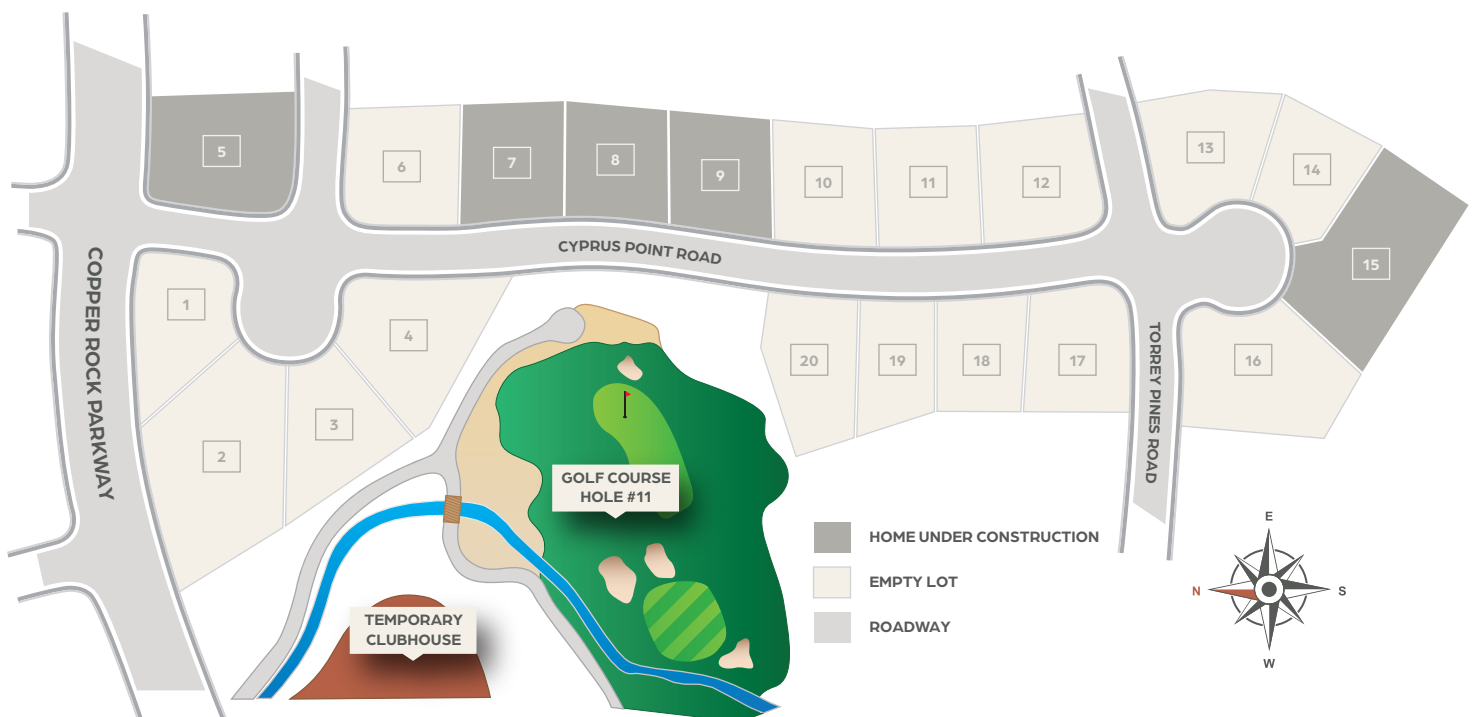 5
6
7
8
9
10
11
12
13
14
15
CYPRUS POINT ROAD
COPPER ROCK PARKWAY
1
4
2
3
20
19
18
17
TORREY PINES ROAD
16
GOLF COURSE
HOLE #11
TEMPORARY
CLUBHOUSE
HOME UNDER CONSTRUCTION
EMPTY LOT
ROADWAY
E
N
S
W